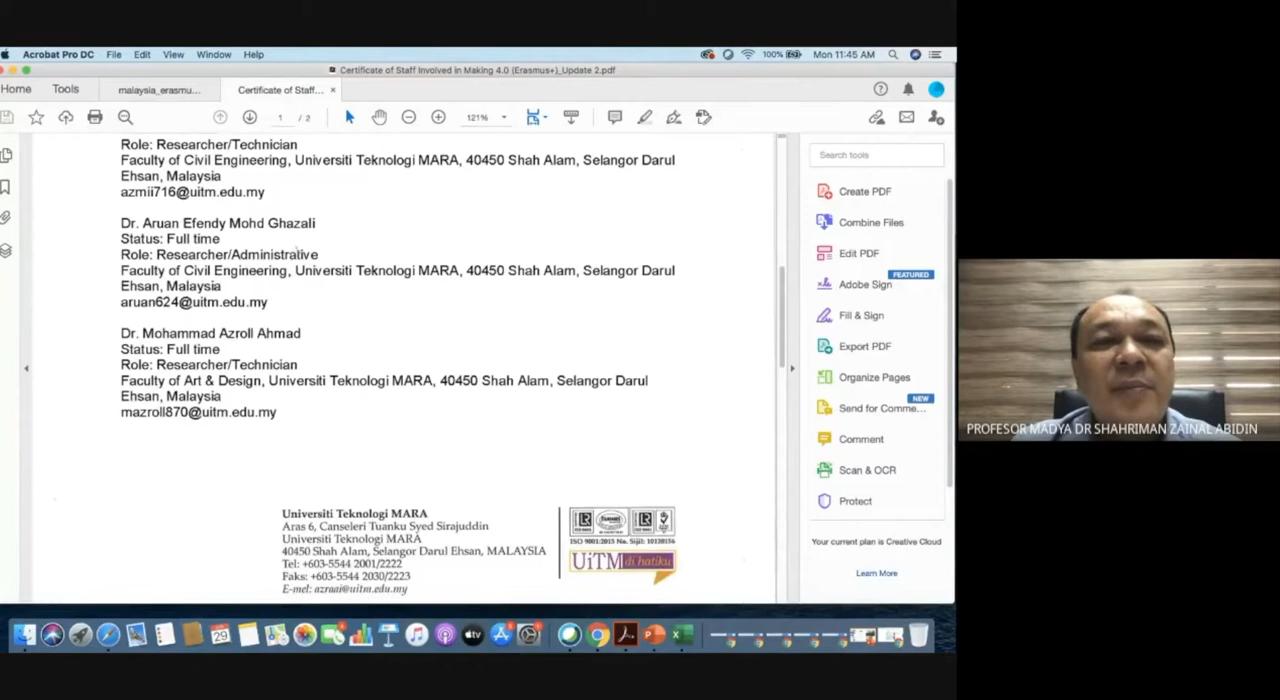 Acrobat Pro DC File Edit View Window Help 100% Mon 11:45 AM
Certificate of Staff Involved in Making 4.0 (Erasmus+)_Update 2.pdf
Home Tools malaysia_erasmu... Certificate of Staff... ×
1 / 2 121%
Role: Researcher/Technician
Faculty of Civil Engineering, Universiti Teknologi MARA, 40450 Shah Alam, Selangor Darul
Ehsan, Malaysia
azmii716@uitm.edu.my
Dr. Aruan Efendy Mohd Ghazali
Status: Full time
Role: Researcher/Administrative
Faculty of Civil Engineering, Universiti Teknologi MARA, 40450 Shah Alam, Selangor Darul
Ehsan, Malaysia
aruan624@uitm.edu.my
Dr. Mohammad Azroll Ahmad
Status: Full time
Role: Researcher/Technician
Faculty of Art & Design, Universiti Teknologi MARA, 40450 Shah Alam, Selangor Darul
Ehsan, Malaysia
mazroll870@uitm.edu.my
Universiti Teknologi MARA
Aras 6, Canseleri Tuanku Syed Sirajuddin
Universiti Teknologi MARA
40450 Shah Alam, Selangor Darul Ehsan, MALAYSIA
Tel: +603-5544 2001/2222
Faks: +603-5544 2030/2223
E-mel: azraai@uitm.edu.my
ISO 9001:2015 No. Sijil: 10120156
UiTM di hatiku
Search tools
Create PDF
Combine Files
Edit PDF
FEATURED
Adobe Sign
Fill & Sign
Export PDF
Organize Pages
NEW
Send for Comme...
Comment
Scan & OCR
Protect
Your current plan is Creative Cloud
Learn More
PROFESOR MADYA DR SHAHRIMAN ZAINAL ABIDIN
29
tv